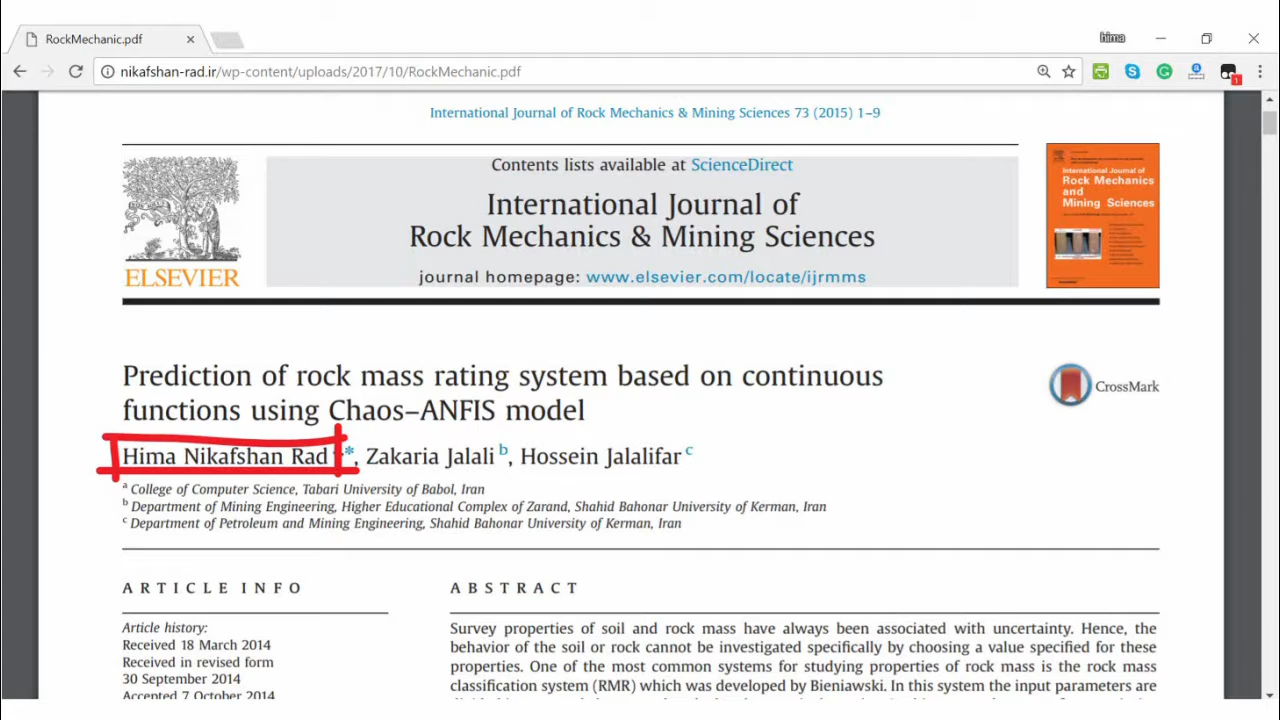 RockMechanic.pdf
hima
nikafshan-rad.ir/wp-content/uploads/2017/10/RockMechanic.pdf
1
International Journal of Rock Mechanics & Mining Sciences 73 (2015) 1–9
Contents lists available at ScienceDirect
International Journal of
Rock Mechanics & Mining Sciences
journal homepage: www.elsevier.com/locate/ijrmms
ELSEVIER
International Journal of
Rock Mechanics
and
Mining Sciences
Prediction of rock mass rating system based on continuous
functions using Chaos–ANFIS model
CrossMark
Hima Nikafshan Rad *, Zakaria Jalali b, Hossein Jalalifar c
a College of Computer Science, Tabari University of Babol, Iran
b Department of Mining Engineering, Higher Educational Complex of Zarand, Shahid Bahonar University of Kerman, Iran
c Department of Petroleum and Mining Engineering, Shahid Bahonar University of Kerman, Iran
ARTICLE INFO
Article history:
Received 18 March 2014
Received in revised form
30 September 2014
Accepted 7 October 2014
ABSTRACT
Survey properties of soil and rock mass have always been associated with uncertainty. Hence, the
behavior of the soil or rock cannot be investigated specifically by choosing a value specified for these
properties. One of the most common systems for studying properties of rock mass is the rock mass
classification system (RMR) which was developed by Bieniawski. In this system the input parameters are